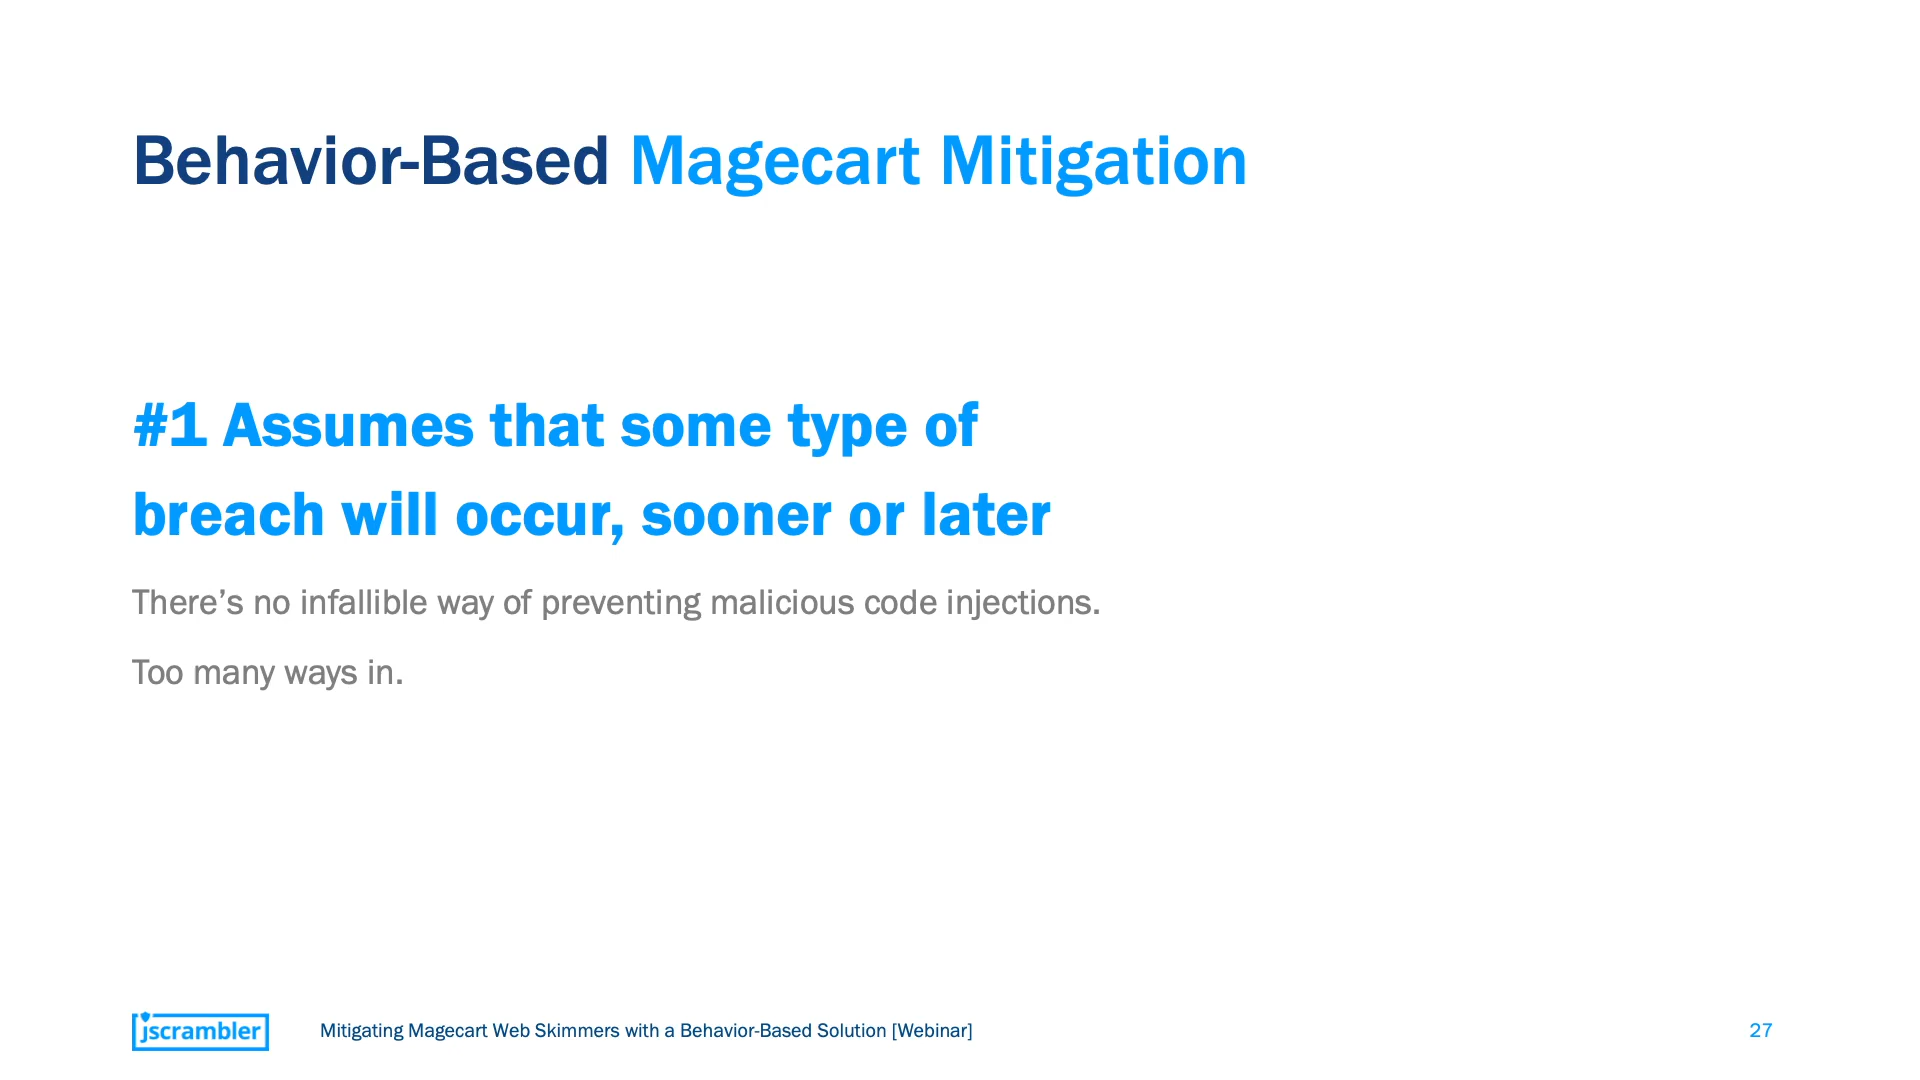 Behavior-Based Magecart Mitigation
#1 Assumes that some type of
breach will occur, sooner or later
There’s no infallible way of preventing malicious code injections.
Too many ways in.
jscrambler
Mitigating Magecart Web Skimmers with a Behavior-Based Solution [Webinar]
27